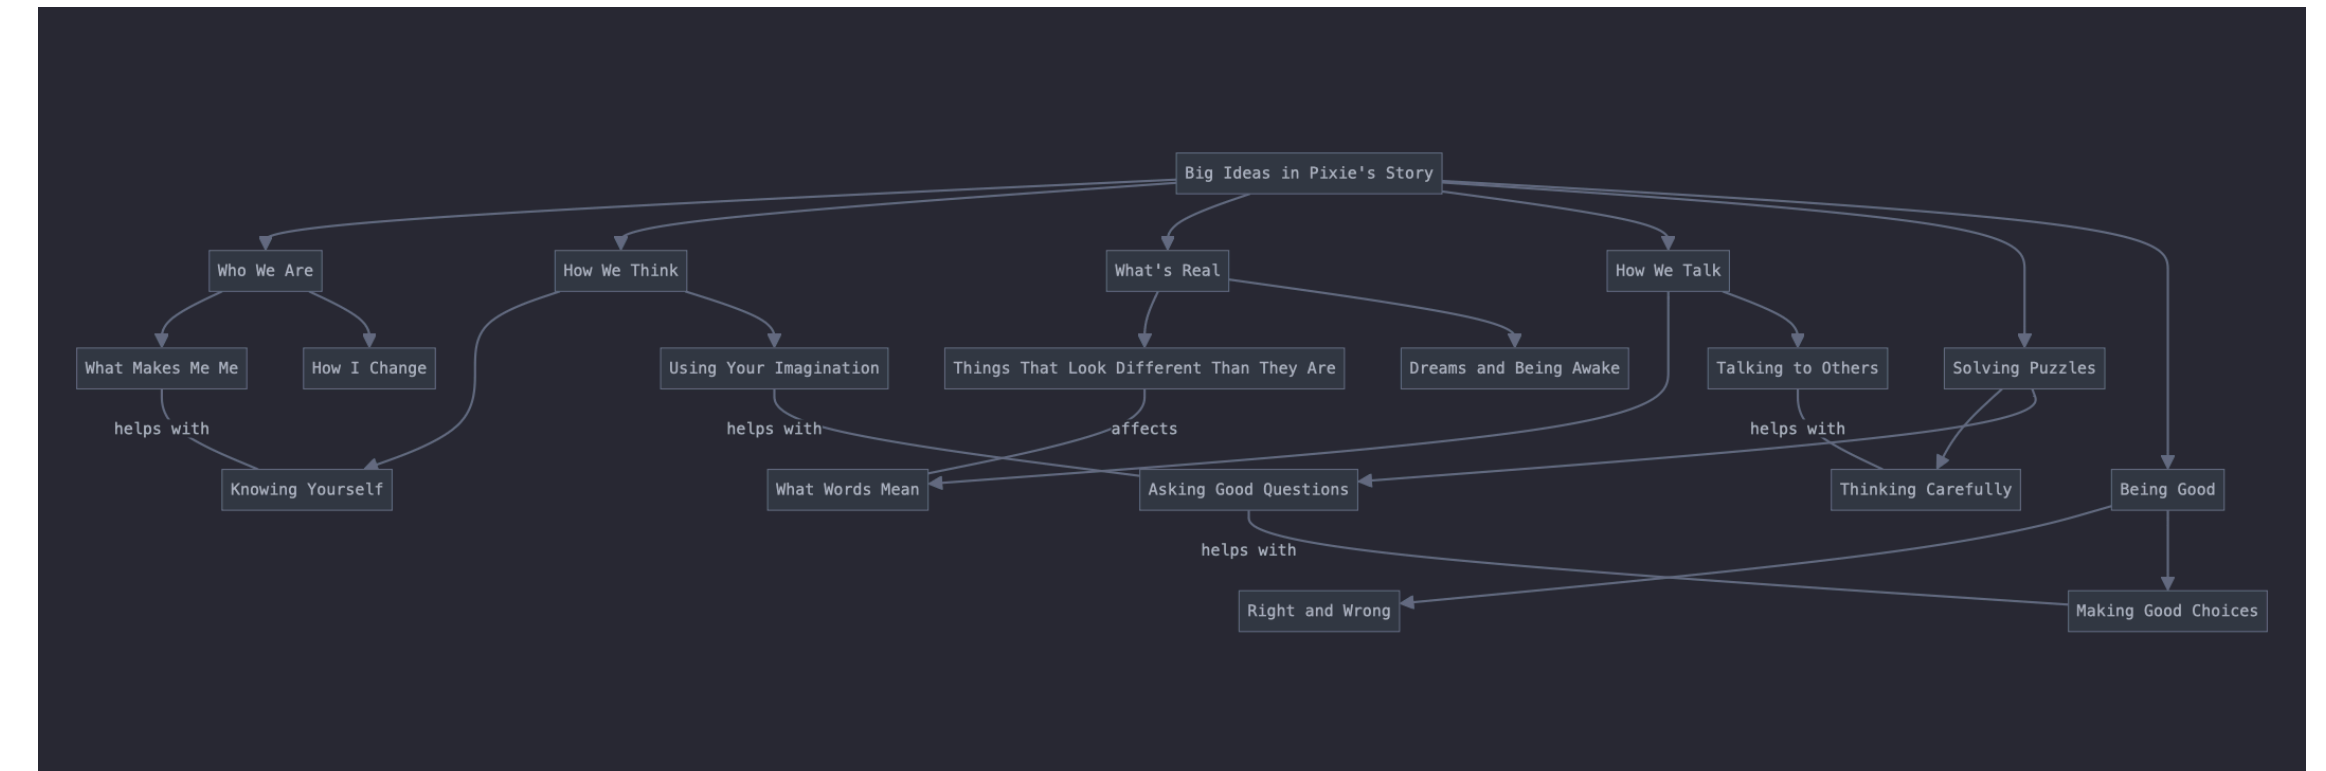 Big Ideas in Pixie's Story
Who We Are
How We Think
What's Real
How We Talk
What Makes Me Me
How I Change
Using Your Imagination
Things That Look Different Than They Are
Dreams and Being Awake
Talking to Others
Solving Puzzles
helps with
helps with
affects
helps with
Knowing Yourself
What Words Mean
Asking Good Questions
Thinking Carefully
Being Good
helps with
Right and Wrong
Making Good Choices